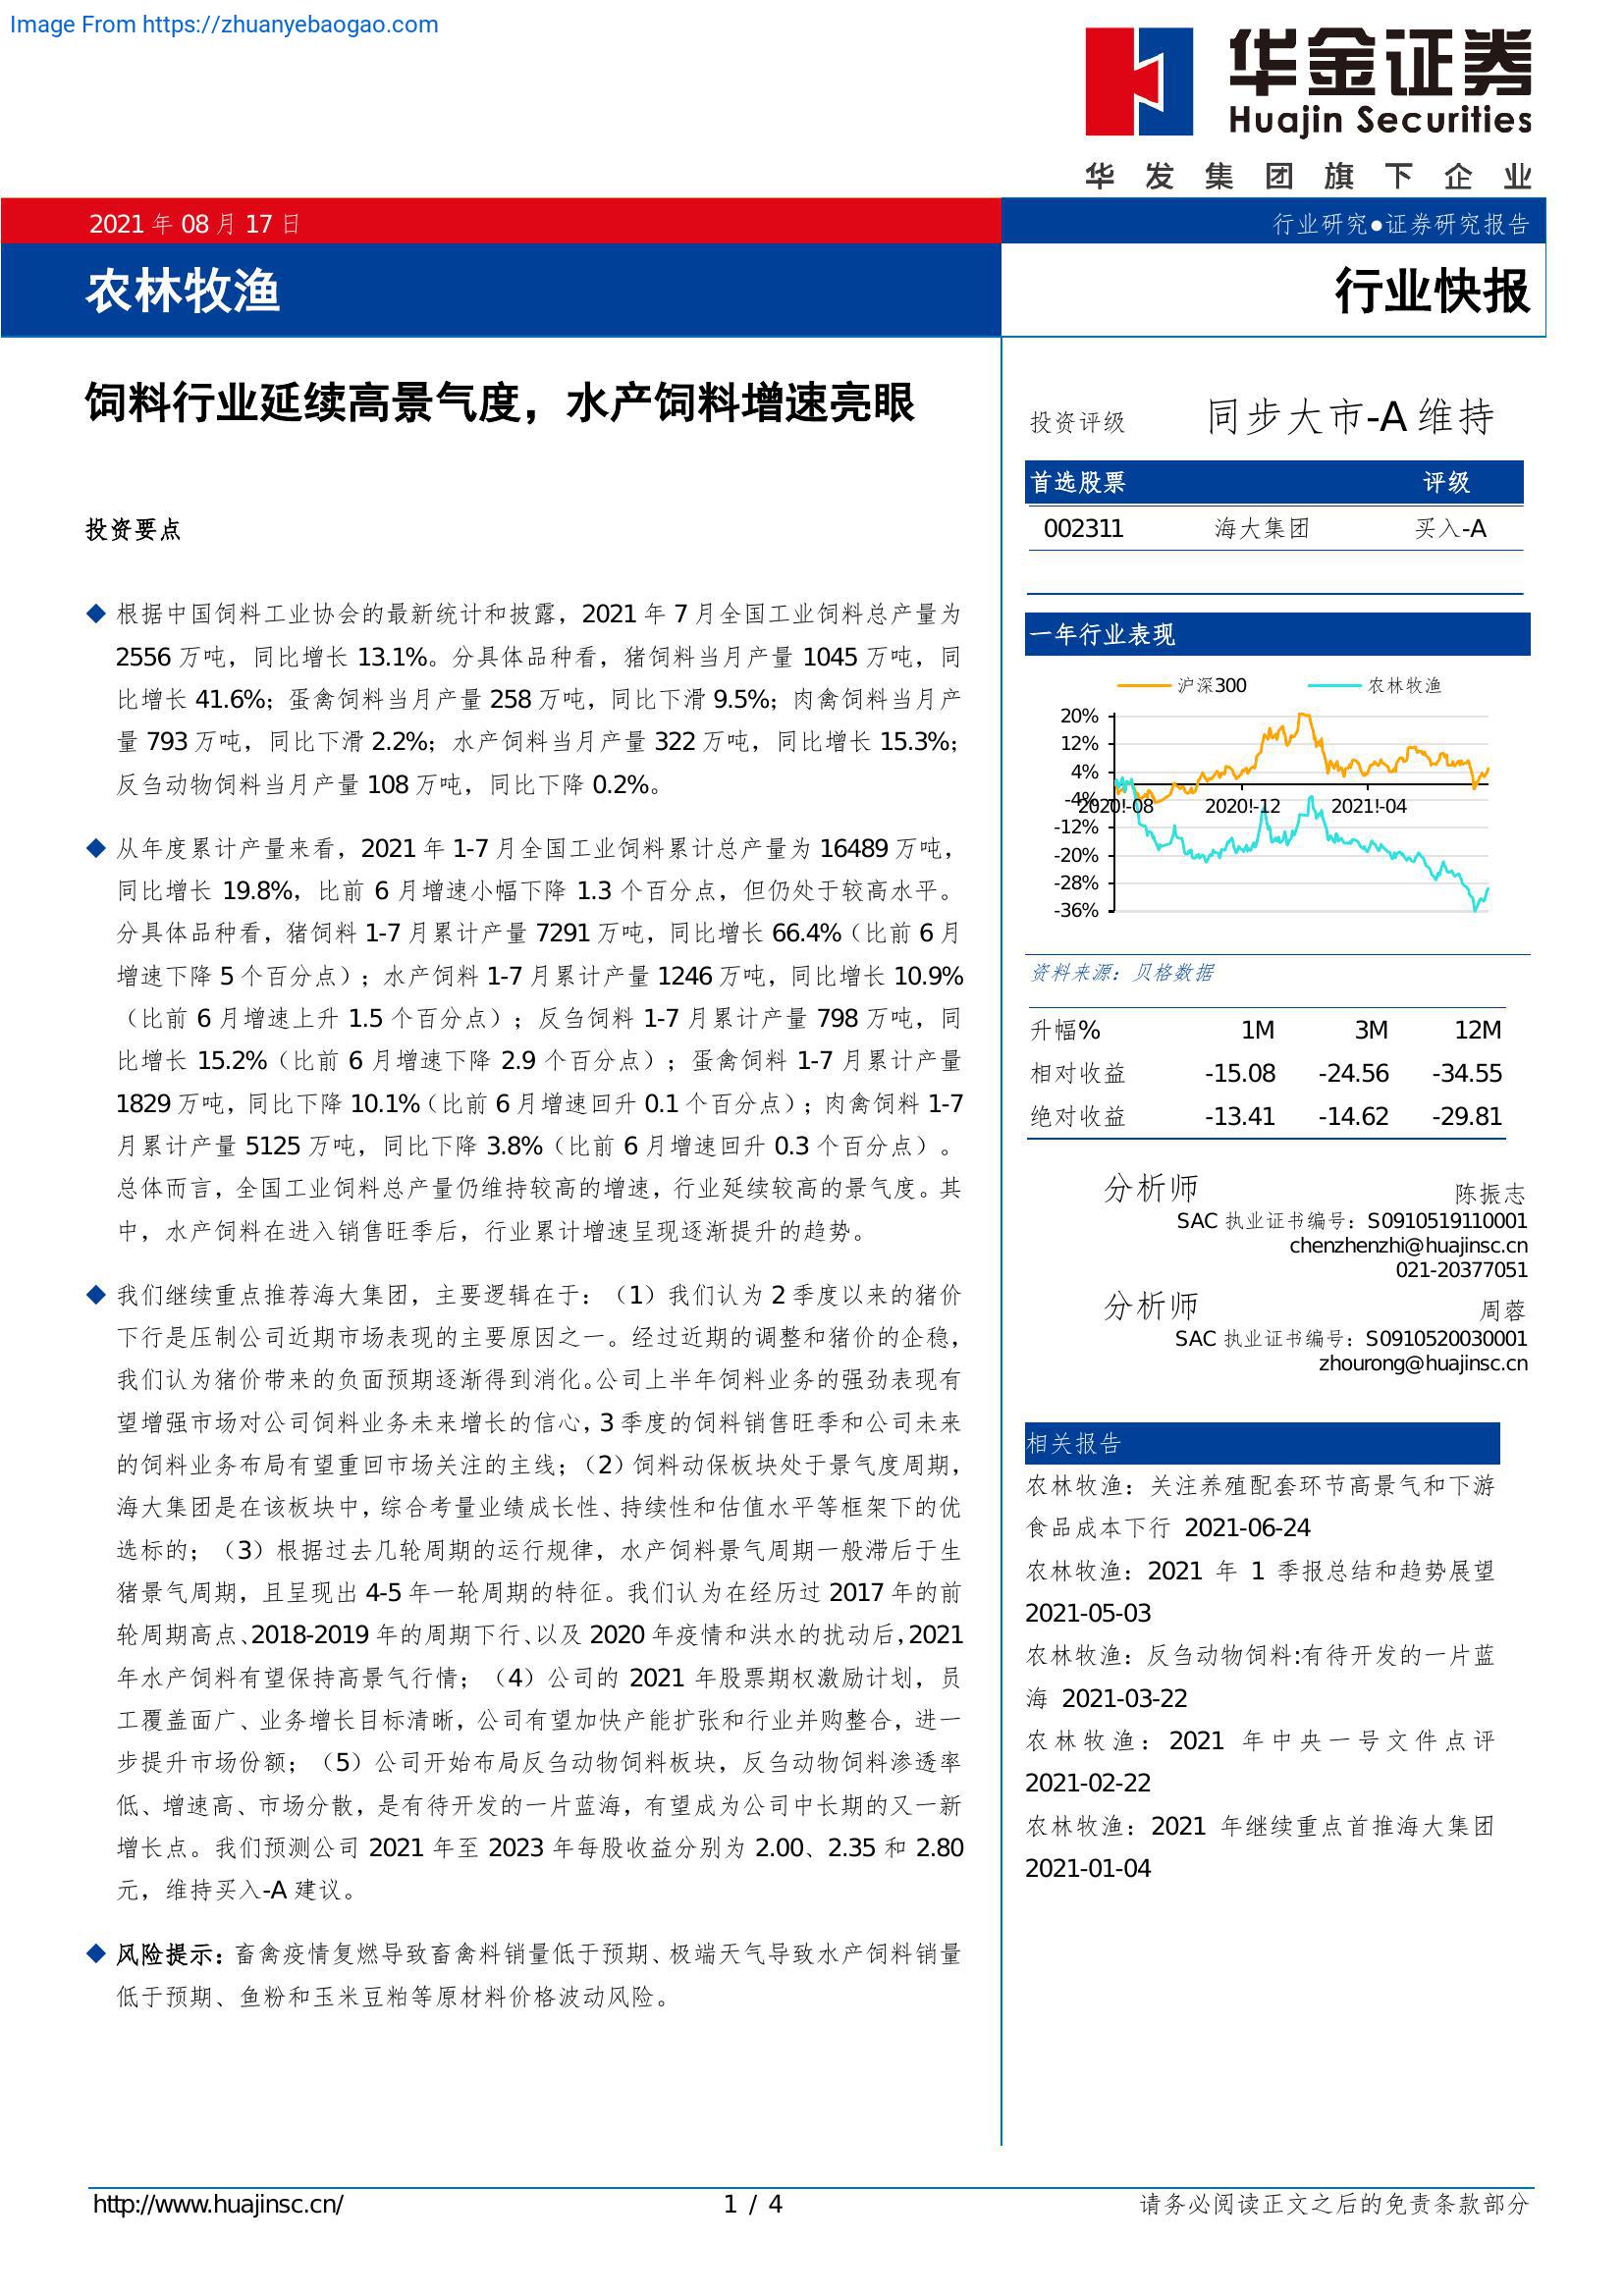 Image From https://zhuanyebaogao.com
华金证券
Huajin Securities
华发集团旗下企业
2021 年 08 月 17 日
行业研究●证券研究报告
农林牧渔
行业快报
饲料行业延续高景气度，水产饲料增速亮眼
投资要点
◆ 根据中国饲料工业协会的最新统计和披露，2021 年 7 月全国工业饲料总产量为
2556 万吨，同比增长 13.1%。分具体品种看，猪饲料当月产量 1045 万吨，同
比增长 41.6%；蛋禽饲料当月产量 258 万吨，同比下滑 9.5%；肉禽饲料当月产
量 793 万吨，同比下滑 2.2%；水产饲料当月产量 322 万吨，同比增长 15.3%；
反刍动物饲料当月产量 108 万吨，同比下降 0.2%。
◆ 从年度累计产量来看，2021 年 1-7 月全国工业饲料累计总产量为 16489 万吨，
同比增长 19.8%，比前 6 月增速小幅下降 1.3 个百分点，但仍处于较高水平。
分具体品种看，猪饲料 1-7 月累计产量 7291 万吨，同比增长 66.4%（比前 6 月
增速下降 5 个百分点）；水产饲料 1-7 月累计产量 1246 万吨，同比增长 10.9%
（比前 6 月增速上升 1.5 个百分点）；反刍饲料 1-7 月累计产量 798 万吨，同
比增长 15.2%（比前 6 月增速下降 2.9 个百分点）；蛋禽饲料 1-7 月累计产量
1829 万吨，同比下降 10.1%（比前 6 月增速回升 0.1 个百分点）；肉禽饲料 1-7
月累计产量 5125 万吨，同比下降 3.8%（比前 6 月增速回升 0.3 个百分点）。
总体而言，全国工业饲料总产量仍维持较高的增速，行业延续较高的景气度。其
中，水产饲料在进入销售旺季后，行业累计增速呈现逐渐提升的趋势。
◆ 我们继续重点推荐海大集团，主要逻辑在于：（1）我们认为 2 季度以来的猪价
下行是压制公司近期市场表现的主要原因之一。经过近期的调整和猪价的企稳，
我们认为猪价带来的负面预期逐渐得到消化。公司上半年饲料业务的强劲表现有
望增强市场对公司饲料业务未来增长的信心，3 季度的饲料销售旺季和公司未来
的饲料业务布局有望重回市场关注的主线；（2）饲料动保板块处于景气度周期，
海大集团是在该板块中，综合考量业绩成长性、持续性和估值水平等框架下的优
选标的；（3）根据过去几轮周期的运行规律，水产饲料景气周期一般滞后于生
猪景气周期，且呈现出 4-5 年一轮周期的特征。我们认为在经历过 2017 年的前
轮周期高点、2018-2019 年的周期下行、以及 2020 年疫情和洪水的扰动后，2021
年水产饲料有望保持高景气行情；（4）公司的 2021 年股票期权激励计划，员
工覆盖面广、业务增长目标清晰，公司有望加快产能扩张和行业并购整合，进一
步提升市场份额；（5）公司开始布局反刍动物饲料板块，反刍动物饲料渗透率
低、增速高、市场分散，是有待开发的一片蓝海，有望成为公司中长期的又一新
增长点。我们预测公司 2021 年至 2023 年每股收益分别为 2.00、2.35 和 2.80
元，维持买入-A 建议。
◆ 风险提示：畜禽疫情复燃导致畜禽料销量低于预期、极端天气导致水产饲料销量
低于预期、鱼粉和玉米豆粕等原材料价格波动风险。
投资评级 同步大市-A 维持
首选股票 评级
002311 海大集团 买入-A
一年行业表现
沪深300 农林牧渔
20%
12%
4%
-4%
2020!-08 2020!-12 2021!-04
-12%
-20%
-28%
-36%
资料来源：贝格数据
升幅% 1M 3M 12M
相对收益 -15.08 -24.56 -34.55
绝对收益 -13.41 -14.62 -29.81
分析师 陈振志
SAC 执业证书编号：S0910519110001
chenzhenzhi@huajinsc.cn
021-20377051
分析师 周蓉
SAC 执业证书编号：S0910520030001
zhourong@huajinsc.cn
相关报告
农林牧渔：关注养殖配套环节高景气和下游
食品成本下行 2021-06-24
农林牧渔：2021 年 1 季报总结和趋势展望
2021-05-03
农林牧渔：反刍动物饲料:有待开发的一片蓝
海 2021-03-22
农林牧渔：2021 年中央一号文件点评
2021-02-22
农林牧渔：2021 年继续重点首推海大集团
2021-01-04
http://www.huajinsc.cn/ 1 / 4 请务必阅读正文之后的免责条款部分